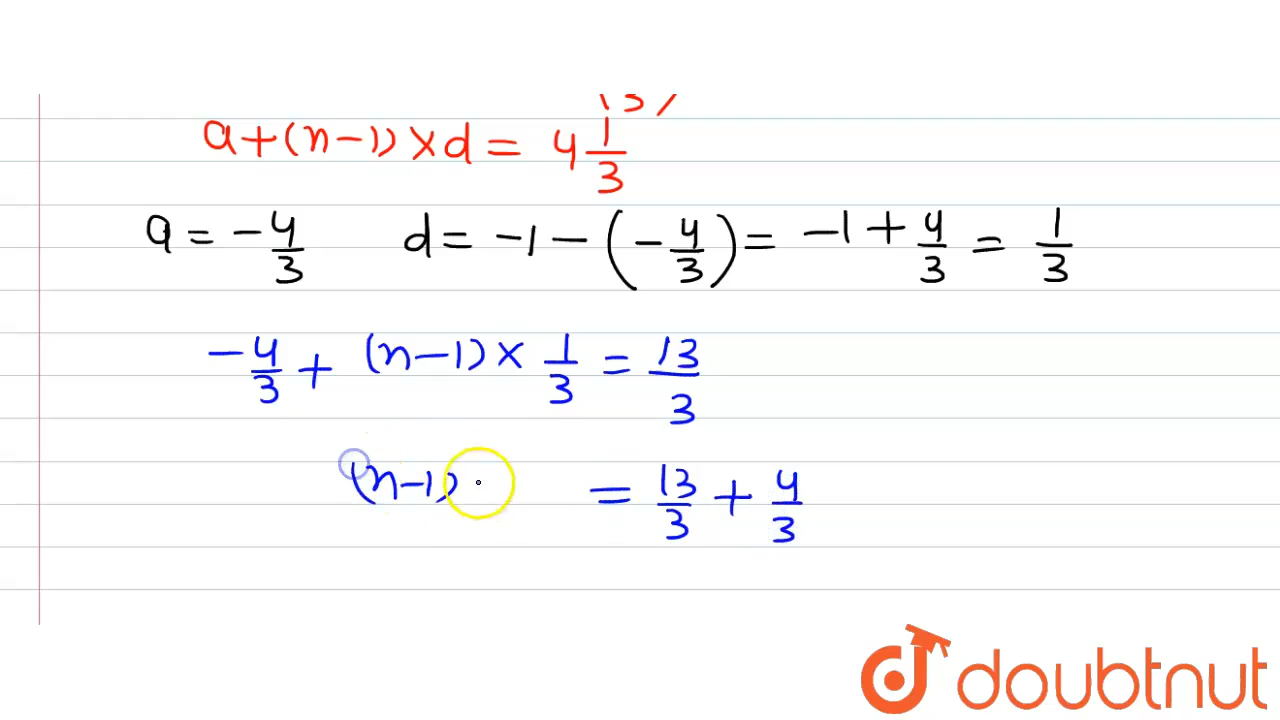 a+(n-1)×d = 4 1/3
a = -4/3 d = -1 - (-4/3) = -1 + 4/3 = 1/3
-4/3 + (n-1)× 1/3 = 13/3
(n-1) = 13/3 + 4/3
doubtnut